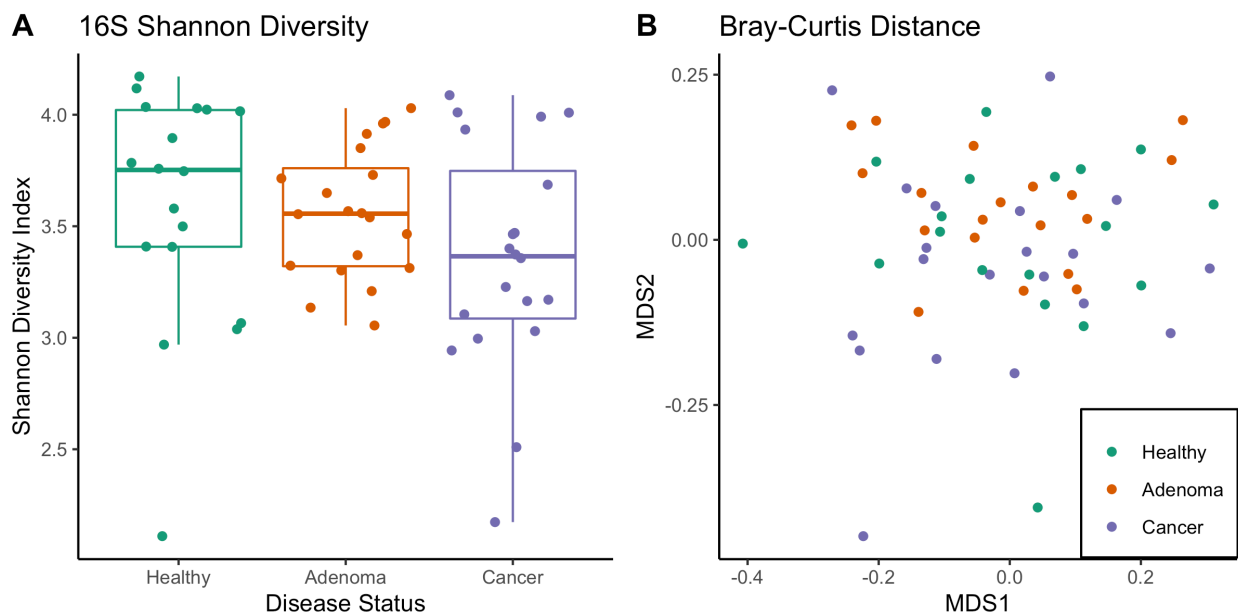 A 16S Shannon Diversity
Shannon Diversity Index
4.0
3.5
3.0
2.5
Healthy Adenoma Cancer
Disease Status
B Bray-Curtis Distance
MDS2
0.25
0.00
-0.25
-0.4 -0.2 0.0 0.2
MDS1
Healthy
Adenoma
Cancer